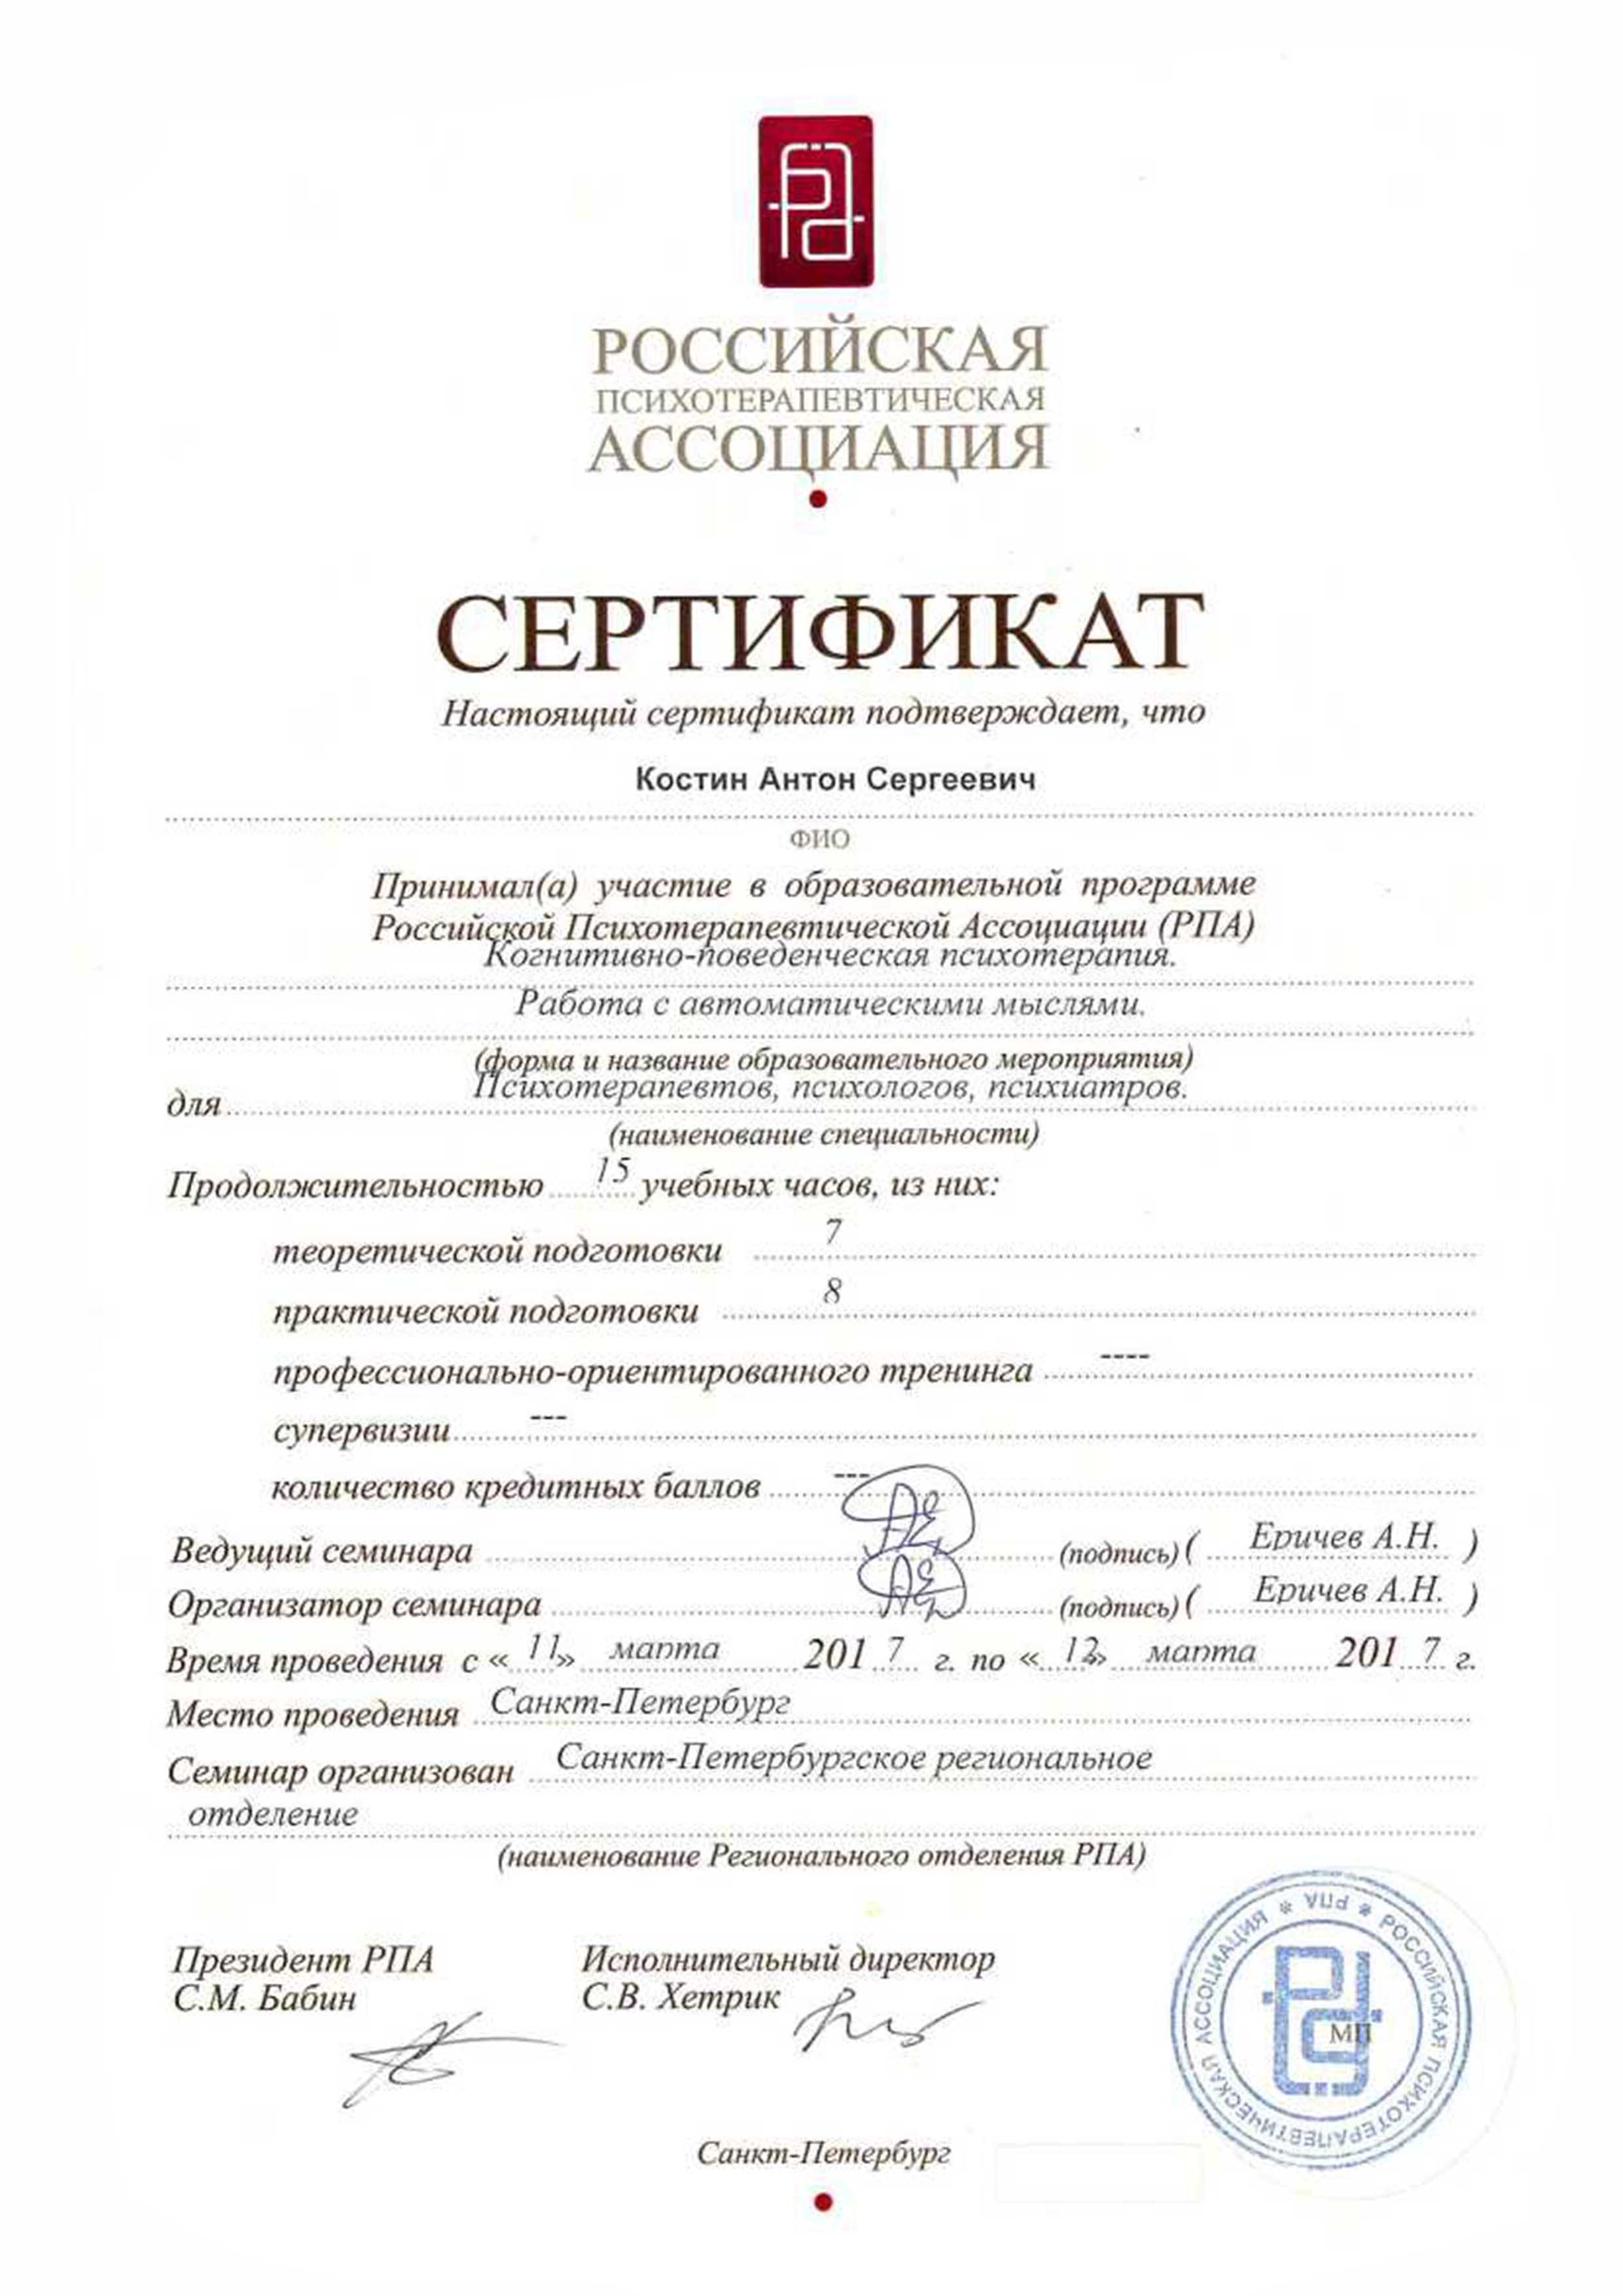 РОССИЙСКАЯ
ПСИХОТЕРАПЕВТИЧЕСКАЯ
АССОЦИАЦИЯ
СЕРТИФИКАТ
Настоящий сертификат подтверждает, что
Костин Антон Сергеевич
ФИО
Принимал(а) участие в образовательной программе
Российской Психотерапевтической Ассоциации (РПА)
Когнитивно-поведенческая психотерапия.
Работа с автоматическими мыслями.
(форма и название образовательного мероприятия)
для Психотерапевтов, психологов, психиатров.
(наименование специальности)
Продолжительностью 15 учебных часов, из них:
теоретической подготовки 7
практической подготовки 8
профессионально-ориентированного тренинга ----
супервизии ---
количество кредитных баллов ---
Ведущий семинара (подпись) ( Еричев А.Н. )
Организатор семинара (подпись) ( Еричев А.Н. )
Время проведения с « 11» марта 201 7 г. по « 12» марта 201 7 г.
Место проведения Санкт-Петербург
Семинар организован Санкт-Петербургское региональное
отделение
(наименование Регионального отделения РПА)
Президент РПА
С.М. Бабин
Исполнительный директор
С.В. Хетрик
РПА * РОССИЙСКАЯ ПСИХОТЕРАПЕВТИЧЕСКАЯ АССОЦИАЦИЯ *
МП
Санкт-Петербург